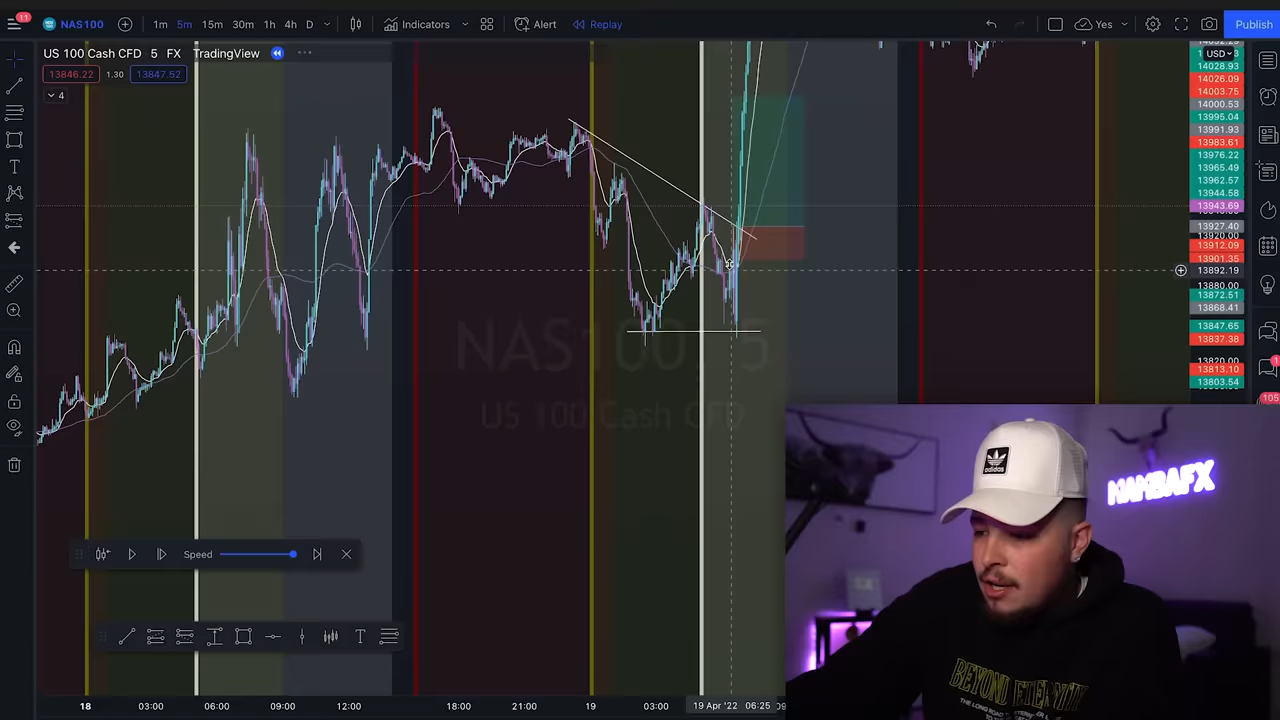 11
NAS100
1m 5m 15m 30m 1h 4h D
Indicators
Alert
Replay
Yes
Publish
US 100 Cash CFD 5 FX TradingView
USD
13846.22 1.30 13847.52
4
14028.93
14026.09
14003.75
14000.53
13995.04
13991.93
13983.61
13976.22
13965.49
13962.57
13944.58
13943.69
13927.40
13920.00
13912.09
13901.35
13892.19
13880.00
13872.51
13868.41
13847.65
13837.38
13820.00
13813.10
13803.54
NAS100, 5
US 100 Cash CFD
1
105
adidas
NAMBAFX
BEYOND ETERNITY
Speed
T
18 03:00 06:00 09:00 12:00 18:00 21:00 19 03:00 19 Apr '22 06:25